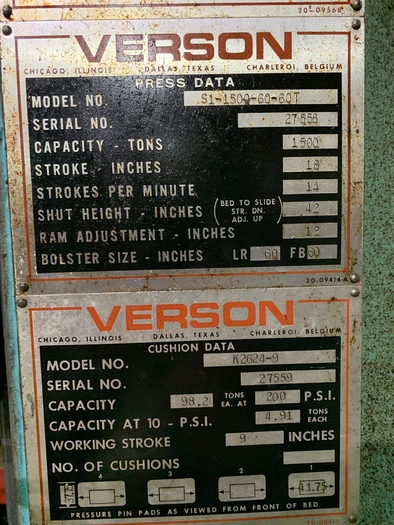 20-09568
VERSON
CHICAGO, ILLINOIS DALLAS, TEXAS CHARLEROI, BELGIUM
PRESS DATA
MODEL NO. S1-1500-60-60T
SERIAL NO. 27558
CAPACITY - TONS 1500
STROKE - INCHES 18
STROKES PER MINUTE 14
SHUT HEIGHT - INCHES (BED TO SLIDE STR. DN. ADJ. UP) 42
RAM ADJUSTMENT - INCHES 12
BOLSTER SIZE - INCHES LR 60 FB 60
20-09414-A
VERSON
CHICAGO, ILLINOIS DALLAS, TEXAS CHARLEROI, BELGIUM
CUSHION DATA
MODEL NO. K2624-9
SERIAL NO. 27559
CAPACITY 98.2 TONS EA. AT 200 P.S.I.
CAPACITY AT 10 - P.S.I. 4.91 TONS EACH
WORKING STROKE 9 INCHES
NO. OF CUSHIONS
4 3 2 1
41.75
PRESSURE PIN PADS AS VIEWED FROM FRONT OF BED